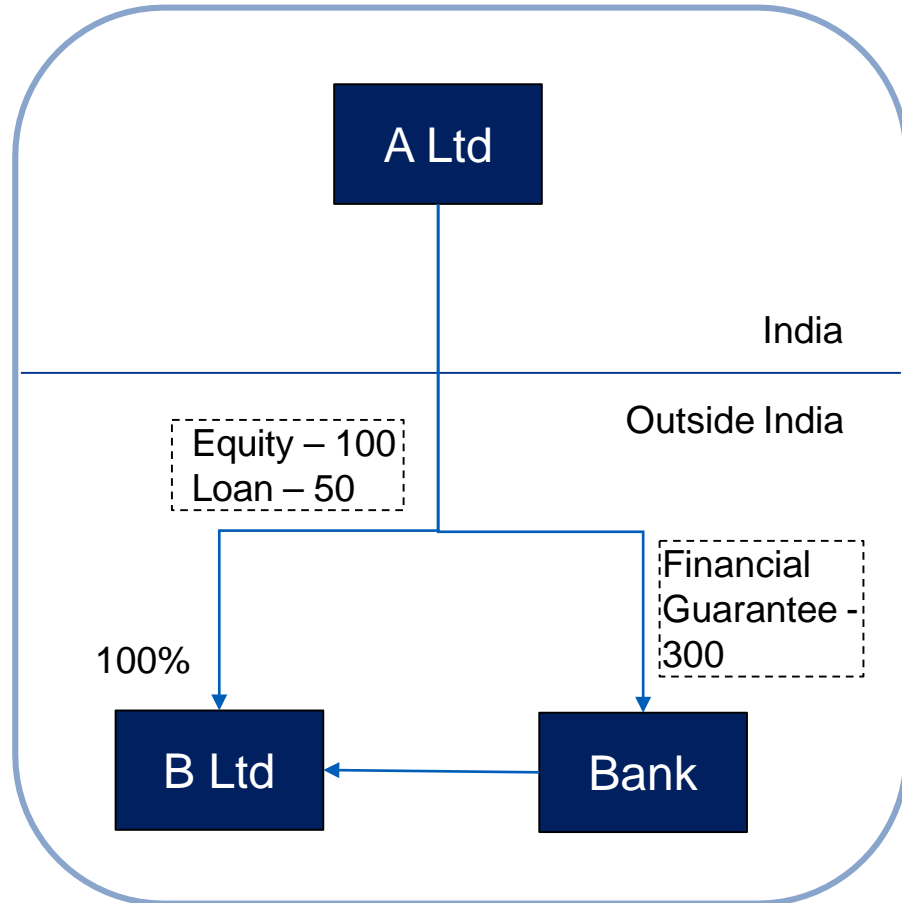 A Ltd
India
Outside India
Equity – 100
Loan – 50
Financial
Guarantee -
300
100%
B Ltd
Bank